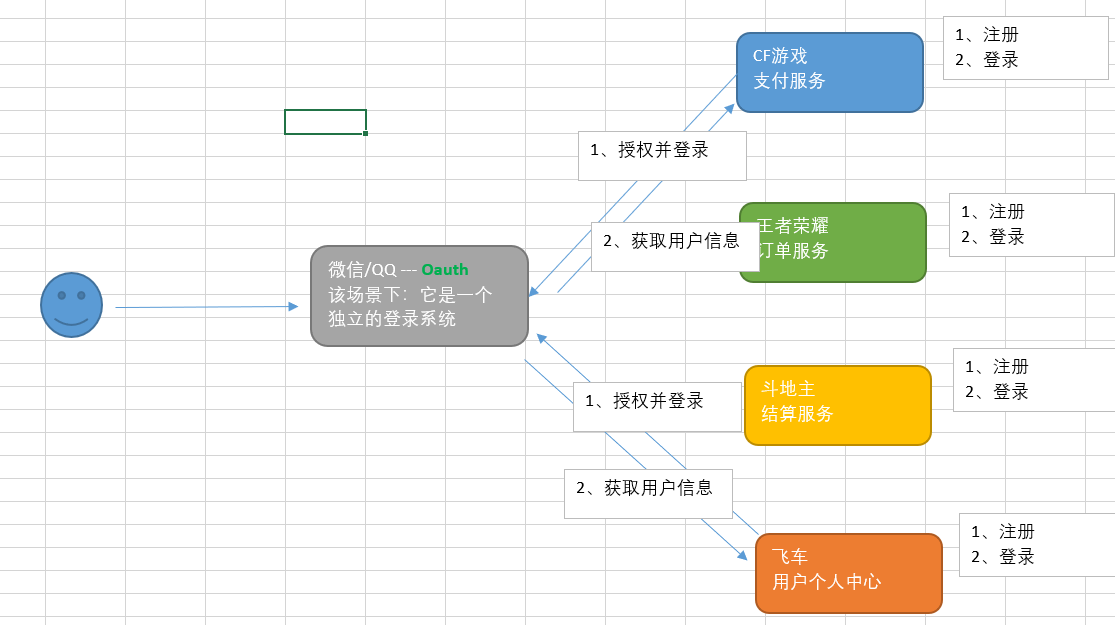 CF游戏
支付服务
1、注册
2、登录
1、授权并登录
王者荣耀
订单服务
1、注册
2、登录
2、获取用户信息
微信/QQ --- Oauth
该场景下：它是一个
独立的登录系统
斗地主
结算服务
1、注册
2、登录
1、授权并登录
2、获取用户信息
飞车
用户个人中心
1、注册
2、登录